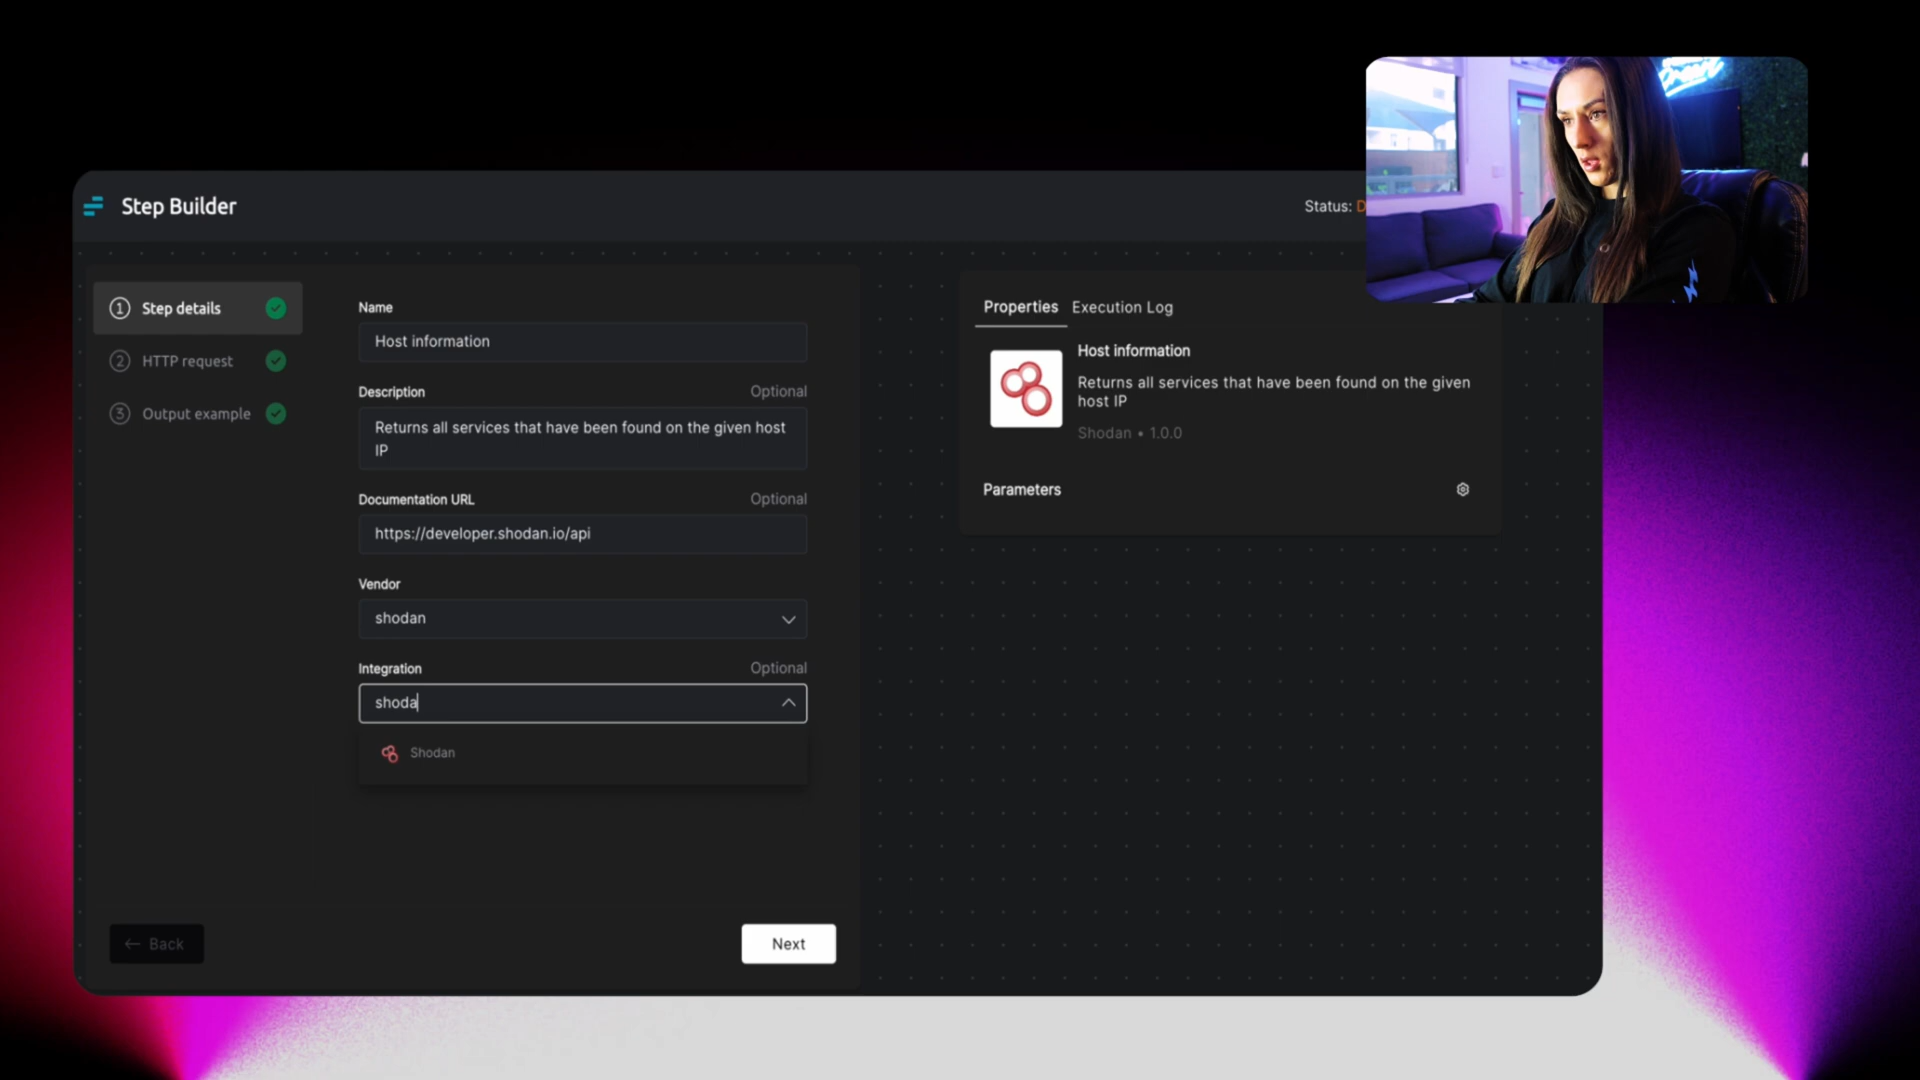 Step Builder
Status: D
1 Step details
2 HTTP request
3 Output example
Name
Host information
Description Optional
Returns all services that have been found on the given host
IP
Documentation URL Optional
https://developer.shodan.io/api
Vendor
shodan
Integration Optional
shoda
Shodan
← Back
Next
Properties Execution Log
Host information
Returns all services that have been found on the given
host IP
Shodan • 1.0.0
Parameters